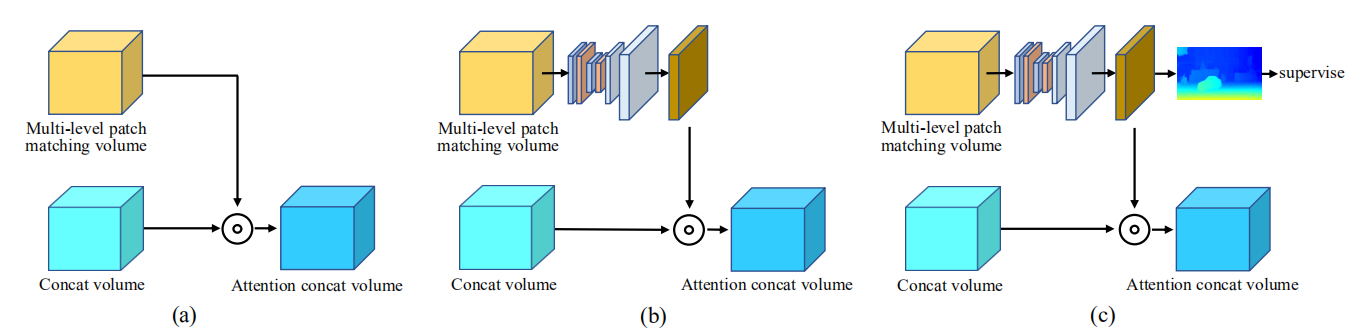 Multi-level patch
matching volume
Concat volume
Attention concat volume
(a)
Multi-level patch
matching volume
Concat volume
Attention concat volume
(b)
Multi-level patch
matching volume
supervise
Concat volume
Attention concat volume
(c)